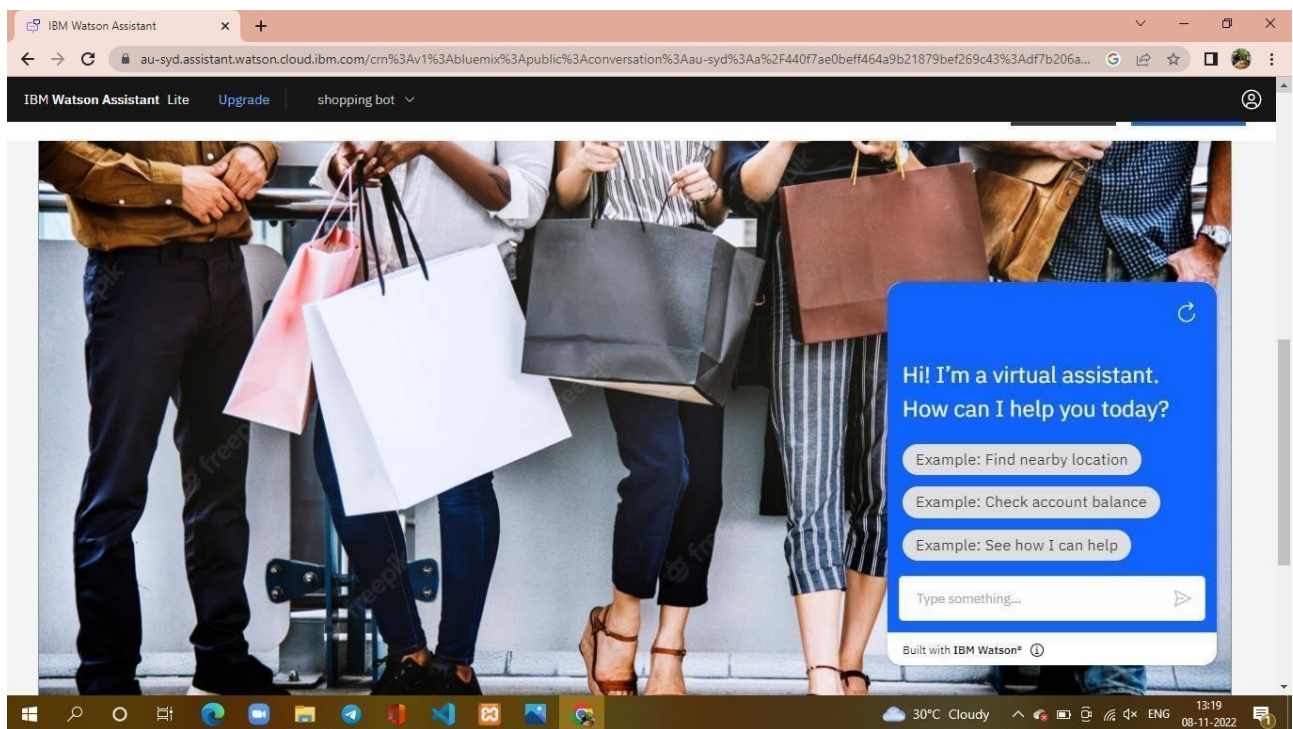 IBM Watson Assistant
au-syd.assistant.watson.cloud.ibm.com/crn%3Av1%3Abluemix%3Apublic%3Aconversation%3Aau-syd%3Aa%2F440f7ae0beff464a9b21879bef269c43%3Adf7b206a...
IBM Watson Assistant Lite Upgrade shopping bot
Hi! I'm a virtual assistant.
How can I help you today?
Example: Find nearby location
Example: Check account balance
Example: See how I can help
Type something...
Built with IBM Watson®
freepik
30°C Cloudy ENG 13:19
08-11-2022